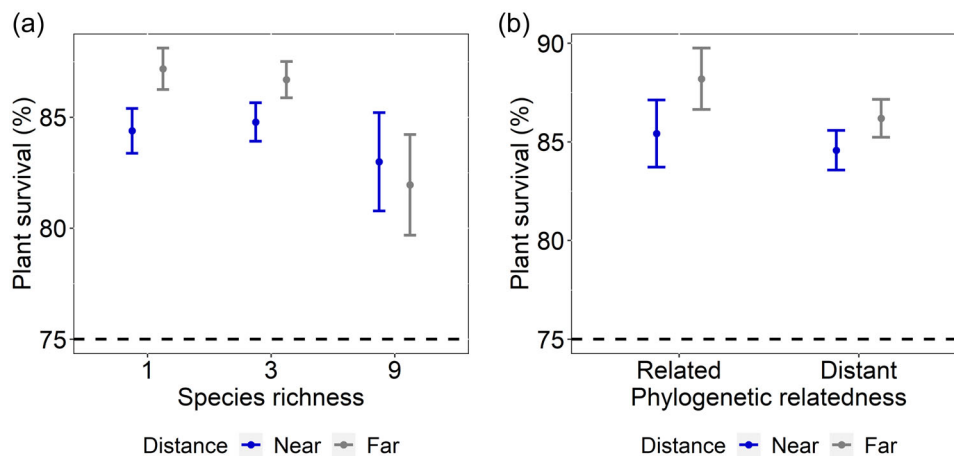 (a)
Plant survival (%)
85
80
75
1 3 9
Species richness
Distance Near Far
(b)
Plant survival (%)
90
85
80
75
Related Distant
Phylogenetic relatedness
Distance Near Far